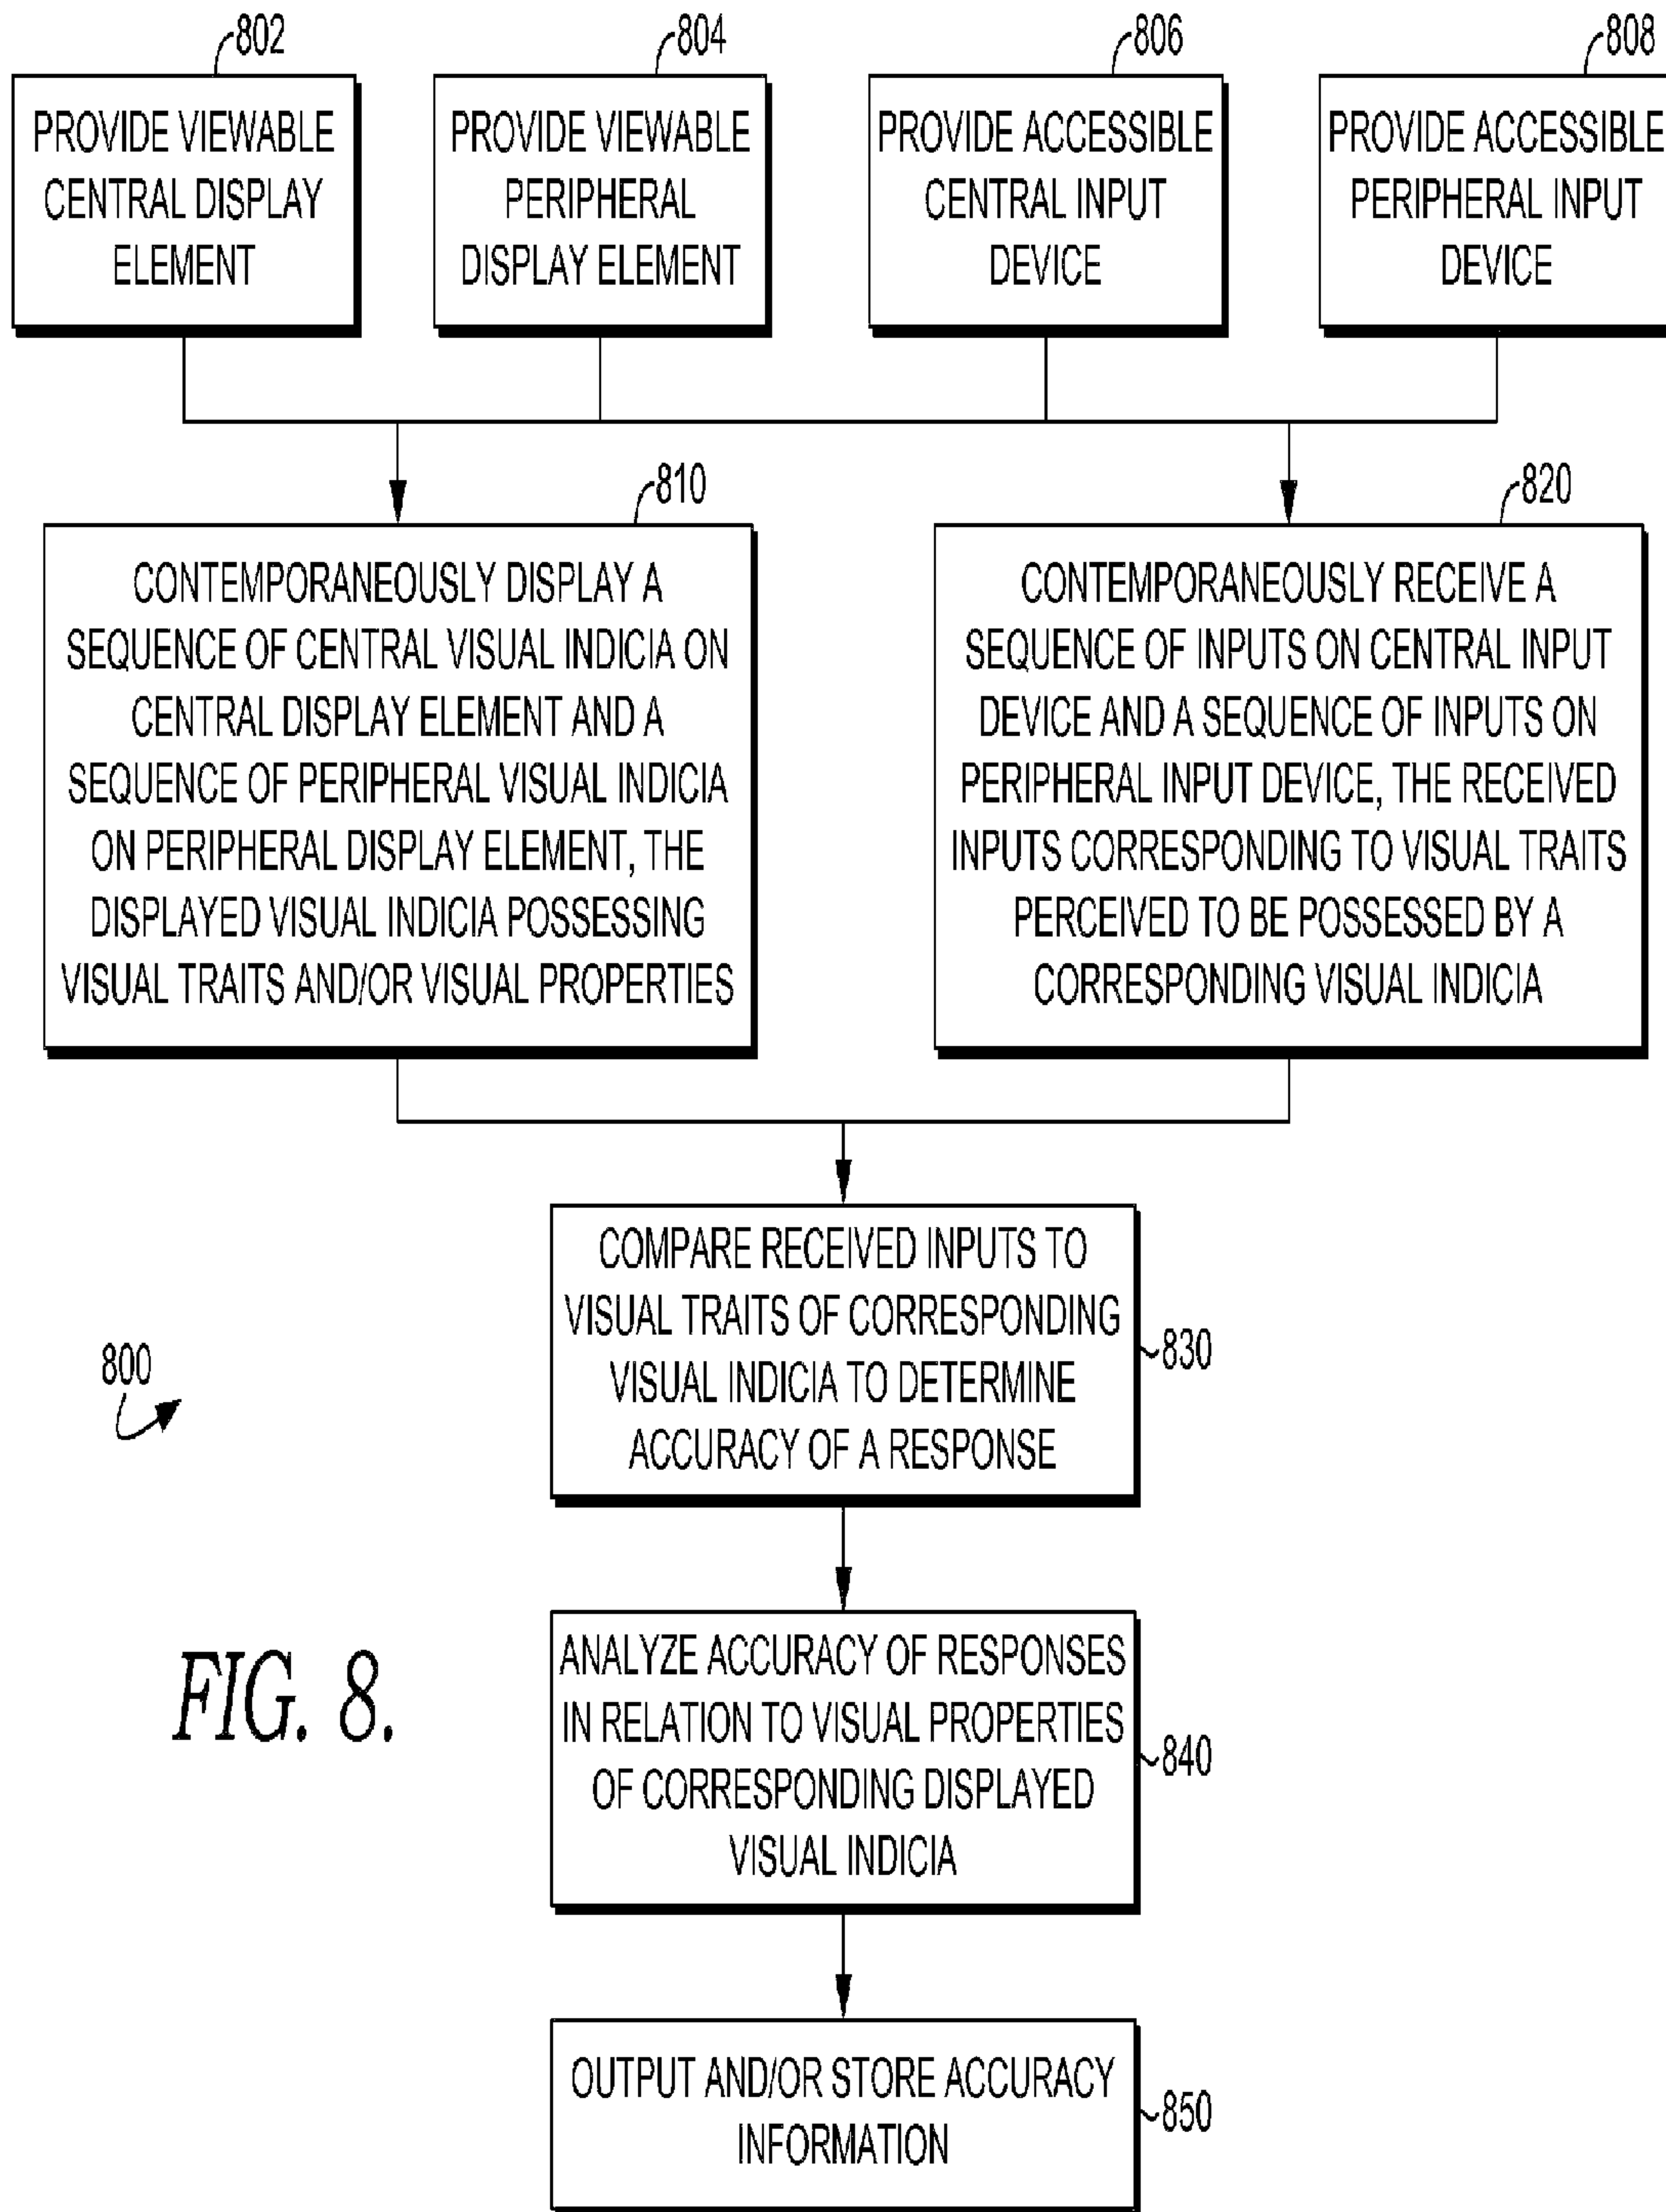 802
PROVIDE VIEWABLE
CENTRAL DISPLAY
ELEMENT
804
PROVIDE VIEWABLE
PERIPHERAL
DISPLAY ELEMENT
806
PROVIDE ACCESSIBLE
CENTRAL INPUT
DEVICE
808
PROVIDE ACCESSIBLE
PERIPHERAL INPUT
DEVICE
810
CONTEMPORANEOUSLY DISPLAY A
SEQUENCE OF CENTRAL VISUAL INDICIA ON
CENTRAL DISPLAY ELEMENT AND A
SEQUENCE OF PERIPHERAL VISUAL INDICIA
ON PERIPHERAL DISPLAY ELEMENT, THE
DISPLAYED VISUAL INDICIA POSSESSING
VISUAL TRAITS AND/OR VISUAL PROPERTIES
820
CONTEMPORANEOUSLY RECEIVE A
SEQUENCE OF INPUTS ON CENTRAL INPUT
DEVICE AND A SEQUENCE OF INPUTS ON
PERIPHERAL INPUT DEVICE, THE RECEIVED
INPUTS CORRESPONDING TO VISUAL TRAITS
PERCEIVED TO BE POSSESSED BY A
CORRESPONDING VISUAL INDICIA
COMPARE RECEIVED INPUTS TO
VISUAL TRAITS OF CORRESPONDING
VISUAL INDICIA TO DETERMINE
ACCURACY OF A RESPONSE
830
800
ANALYZE ACCURACY OF RESPONSES
IN RELATION TO VISUAL PROPERTIES
OF CORRESPONDING DISPLAYED
VISUAL INDICIA
840
FIG. 8.
OUTPUT AND/OR STORE ACCURACY
INFORMATION
850